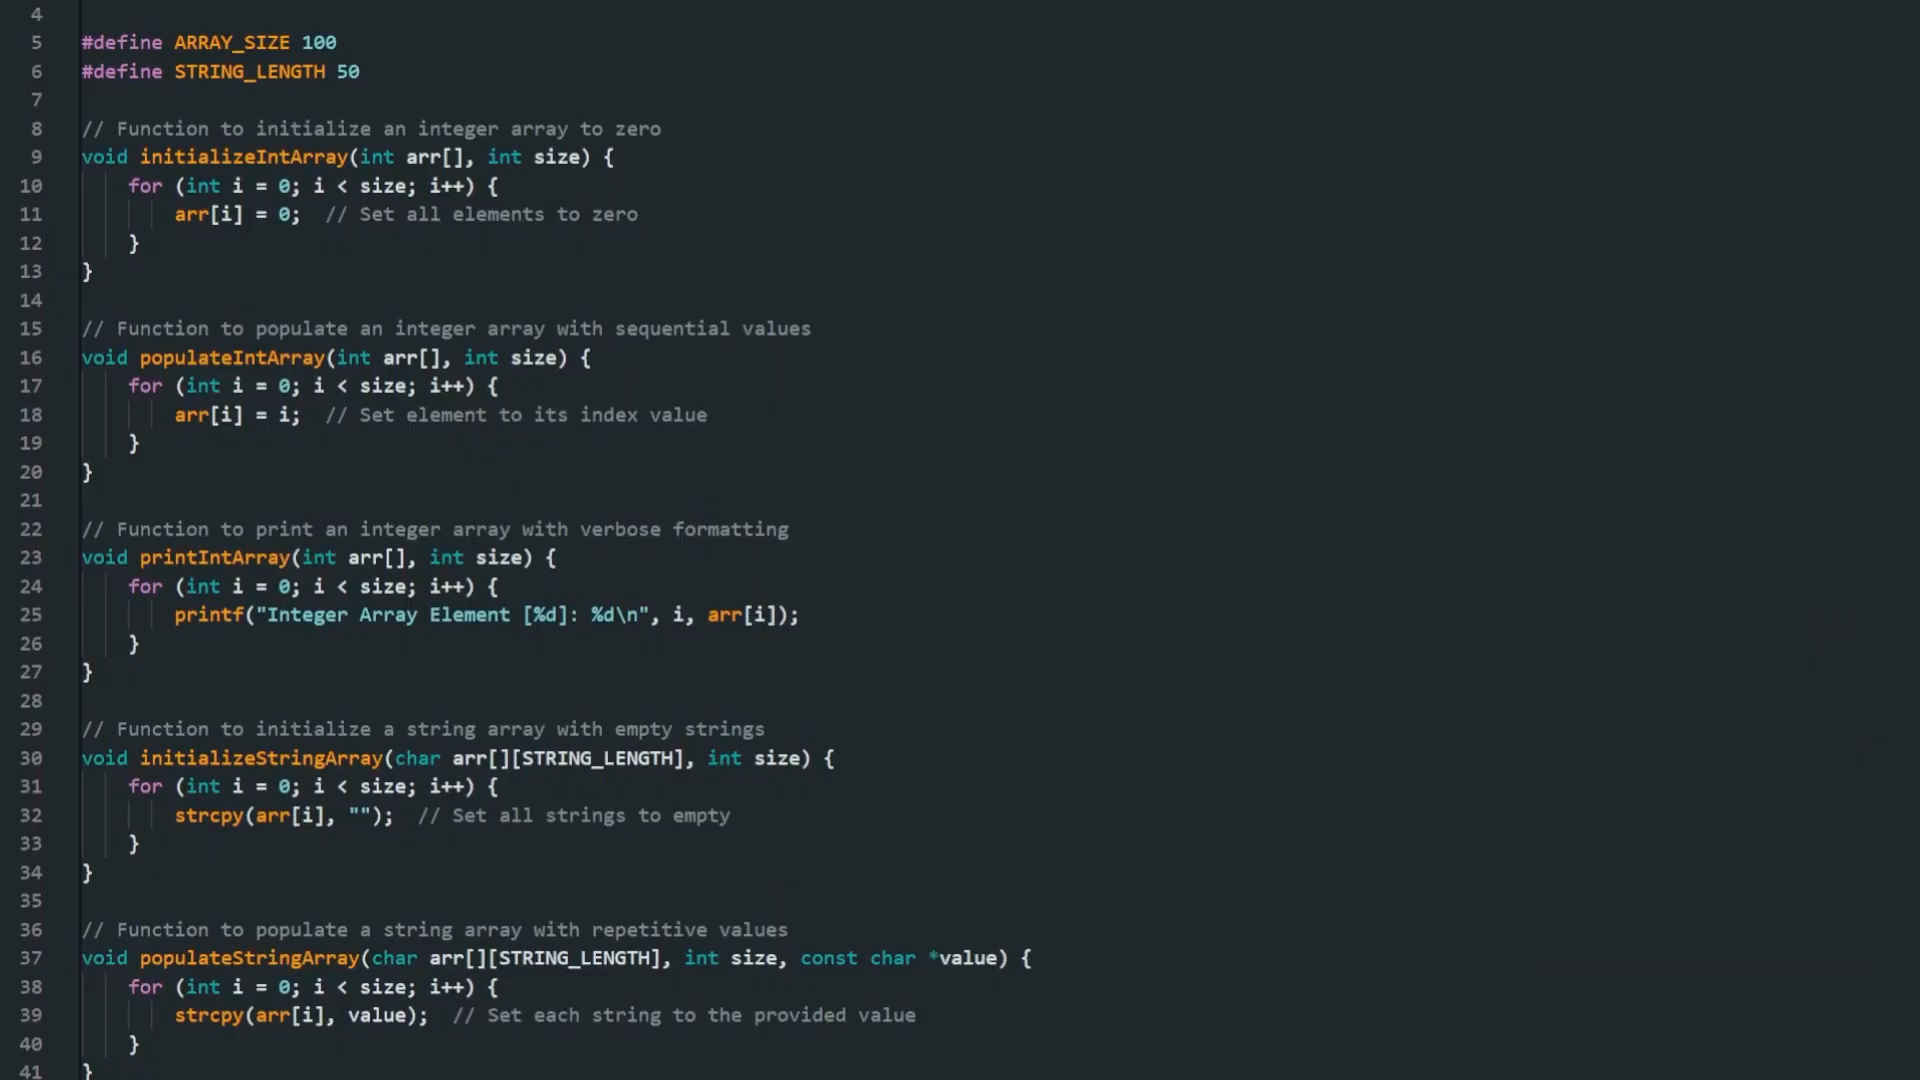 4
5 #define ARRAY_SIZE 100
6 #define STRING_LENGTH 50
7
8 // Function to initialize an integer array to zero
9 void initializeIntArray(int arr[], int size) {
10 for (int i = 0; i < size; i++) {
11 arr[i] = 0; // Set all elements to zero
12 }
13 }
14
15 // Function to populate an integer array with sequential values
16 void populateIntArray(int arr[], int size) {
17 for (int i = 0; i < size; i++) {
18 arr[i] = i; // Set element to its index value
19 }
20 }
21
22 // Function to print an integer array with verbose formatting
23 void printIntArray(int arr[], int size) {
24 for (int i = 0; i < size; i++) {
25 printf("Integer Array Element [%d]: %d\n", i, arr[i]);
26 }
27 }
28
29 // Function to initialize a string array with empty strings
30 void initializeStringArray(char arr[][STRING_LENGTH], int size) {
31 for (int i = 0; i < size; i++) {
32 strcpy(arr[i], ""); // Set all strings to empty
33 }
34 }
35
36 // Function to populate a string array with repetitive values
37 void populateStringArray(char arr[][STRING_LENGTH], int size, const char *value) {
38 for (int i = 0; i < size; i++) {
39 strcpy(arr[i], value); // Set each string to the provided value
40 }
41 }